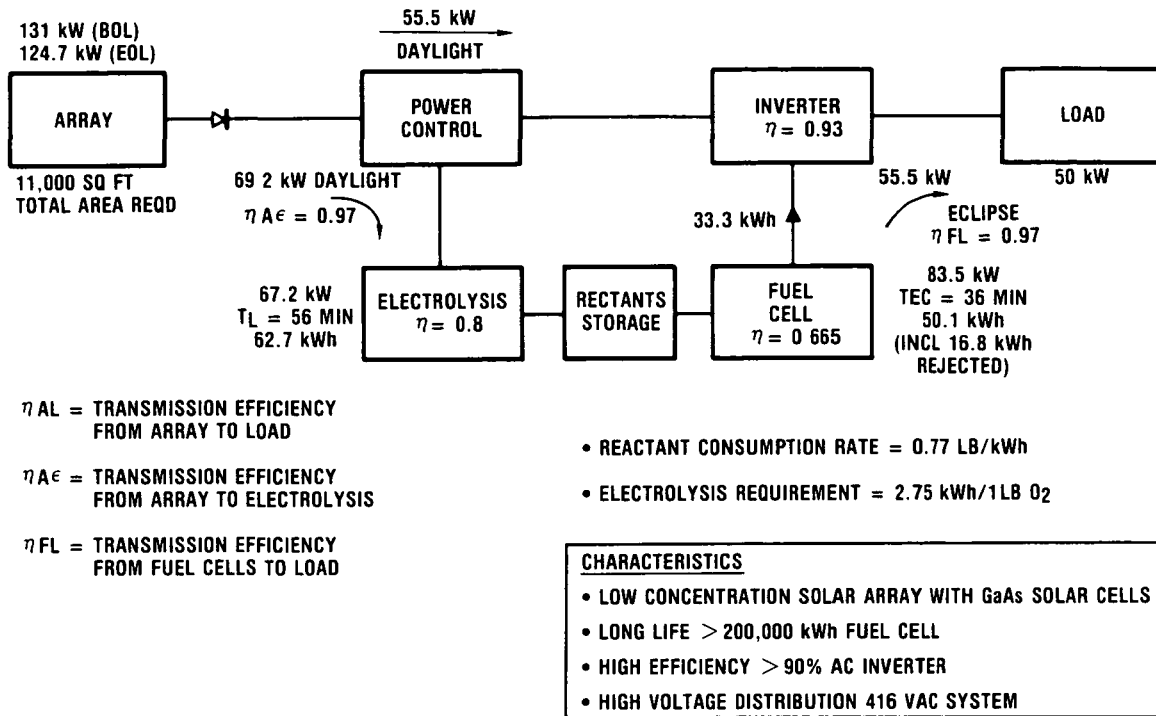 131 kW (BOL)
124.7 kW (EOL)
ARRAY
11,000 SQ FT
TOTAL AREA REQD
55.5 kW
DAYLIGHT
POWER
CONTROL
INVERTER
η = 0.93
LOAD
50 kW
69 2 kW DAYLIGHT
η Aϵ = 0.97
33.3 kWh
55.5 kW
ECLIPSE
η FL = 0.97
67.2 kW
TL = 56 MIN
62.7 kWh
ELECTROLYSIS
η = 0.8
RECTANTS
STORAGE
FUEL
CELL
η = 0 665
83.5 kW
TEC = 36 MIN
50.1 kWh
(INCL 16.8 kWh
REJECTED)
η AL = TRANSMISSION EFFICIENCY
FROM ARRAY TO LOAD
η Aϵ = TRANSMISSION EFFICIENCY
FROM ARRAY TO ELECTROLYSIS
η FL = TRANSMISSION EFFICIENCY
FROM FUEL CELLS TO LOAD
• REACTANT CONSUMPTION RATE = 0.77 LB/kWh
• ELECTROLYSIS REQUIREMENT = 2.75 kWh/1 LB O2
CHARACTERISTICS
• LOW CONCENTRATION SOLAR ARRAY WITH GaAs SOLAR CELLS
• LONG LIFE > 200,000 kWh FUEL CELL
• HIGH EFFICIENCY > 90% AC INVERTER
• HIGH VOLTAGE DISTRIBUTION 416 VAC SYSTEM